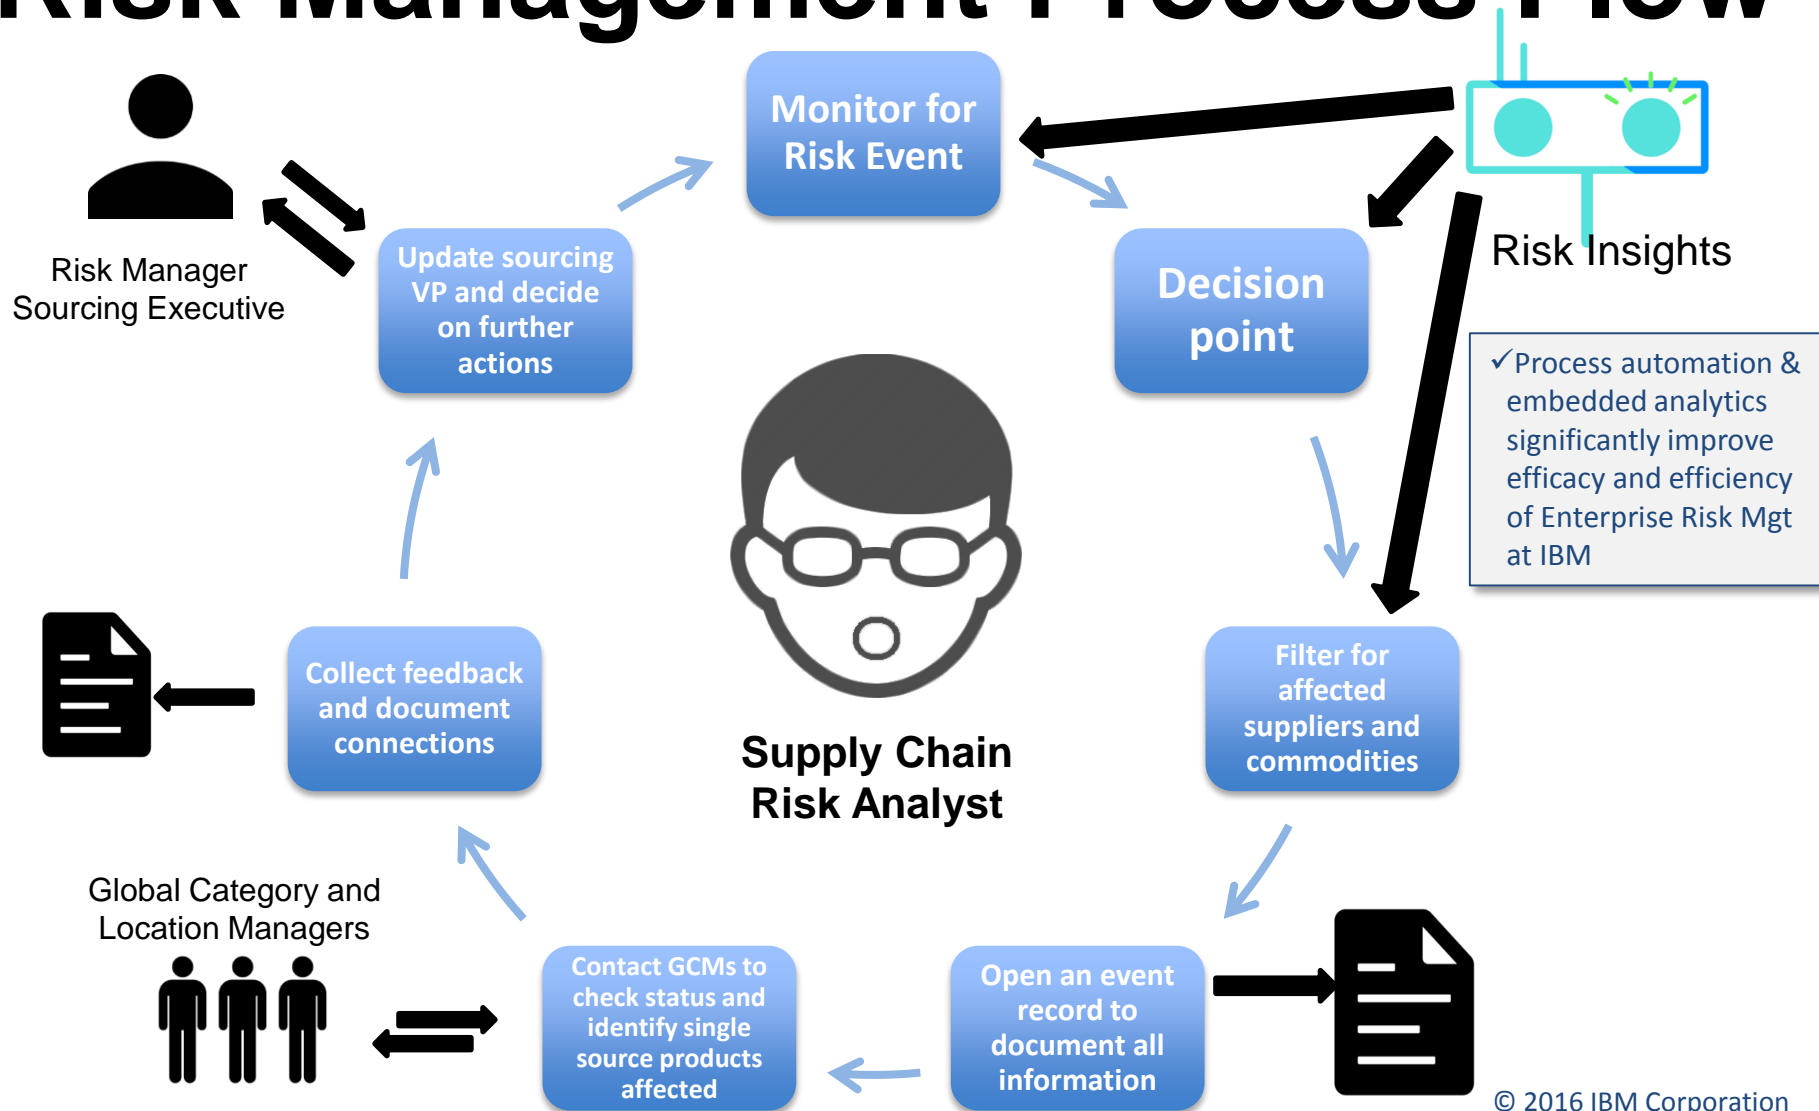 Risk Management Process Flow
Monitor for
Risk Event
Risk Insights
Decision
point
✓Process automation &
embedded analytics
significantly improve
efficacy and efficiency
of Enterprise Risk Mgt
at IBM
Filter for
affected
suppliers and
commodities
Open an event
record to
document all
information
Contact GCMs to
check status and
identify single
source products
affected
Global Category and
Location Managers
Collect feedback
and document
connections
Update sourcing
VP and decide
on further
actions
Risk Manager
Sourcing Executive
Supply Chain
Risk Analyst
© 2016 IBM Corporation